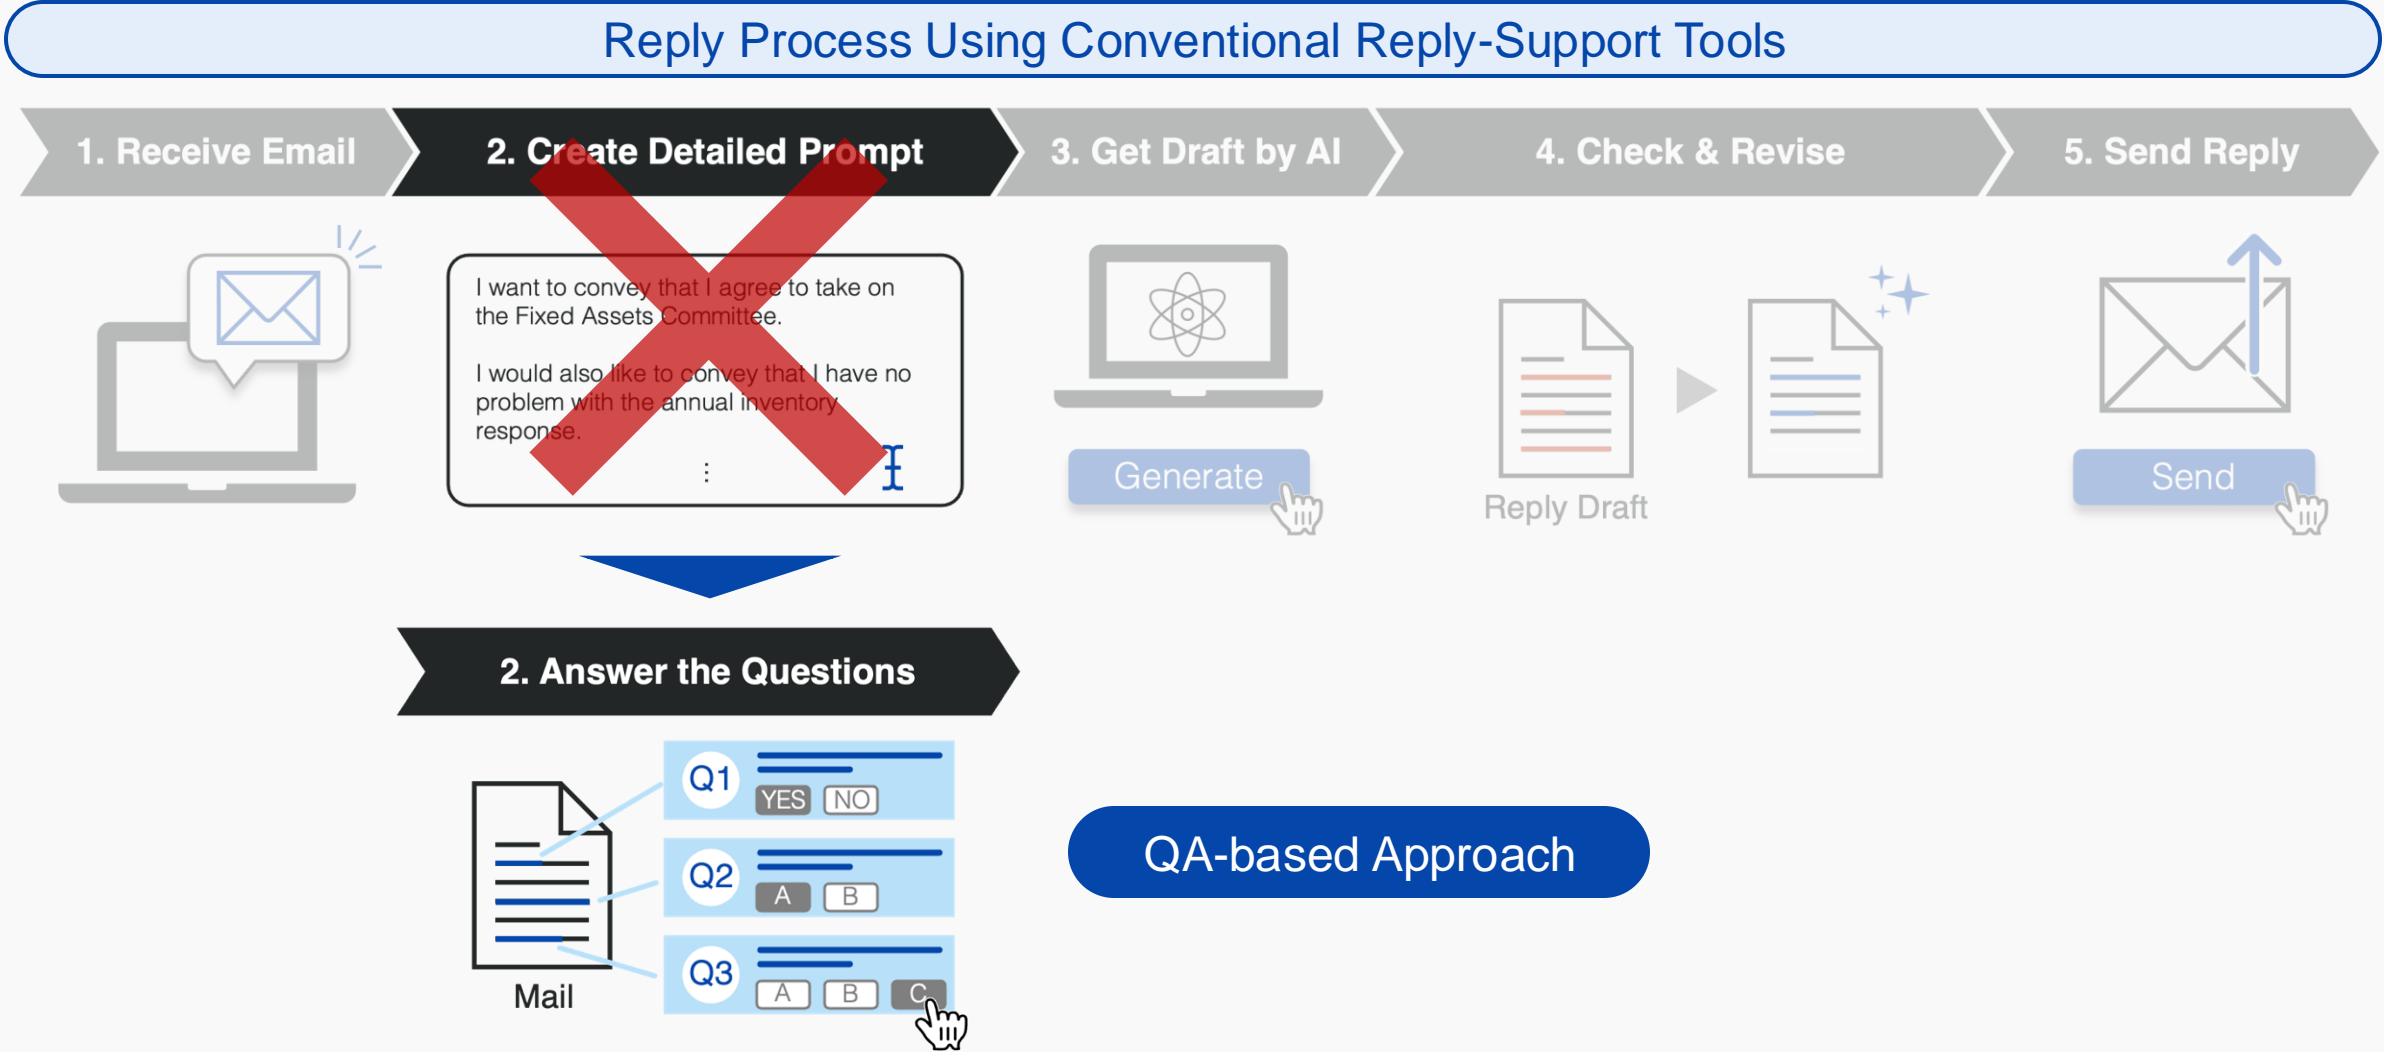 Reply Process Using Conventional Reply-Support Tools
1. Receive Email
2. Create Detailed Prompt
3. Get Draft by AI
4. Check & Revise
5. Send Reply
I want to convey that I agree to take on
the Fixed Assets Committee.
I would also like to convey that I have no
problem with the annual inventory
response.
⋮
Generate
Reply Draft
Send
2. Answer the Questions
Q1
YES NO
Q2
A B
Q3
A B C
Mail
QA-based Approach